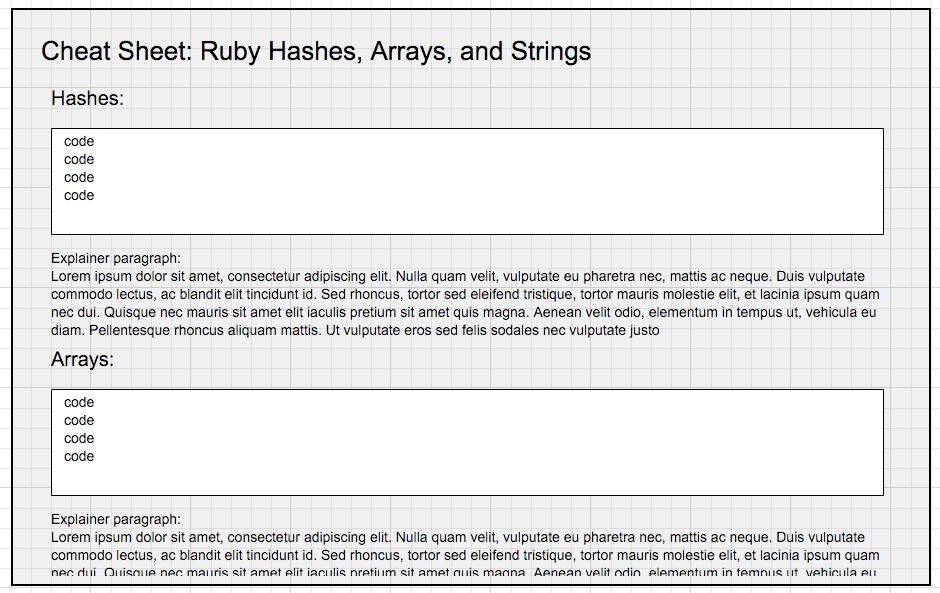 Cheat Sheet: Ruby Hashes, Arrays, and Strings
Hashes:
code
code
code
code
Explainer paragraph:
Lorem ipsum dolor sit amet, consectetur adipiscing elit. Nulla quam velit, vulputate eu pharetra nec, mattis ac neque. Duis vulputate
commodo lectus, ac blandit elit tincidunt id. Sed rhoncus, tortor sed eleifend tristique, tortor mauris molestie elit, et lacinia ipsum quam
nec dui. Quisque nec mauris sit amet elit iaculis pretium sit amet quis magna. Aenean velit odio, elementum in tempus ut, vehicula eu
diam. Pellentesque rhoncus aliquam mattis. Ut vulputate eros sed felis sodales nec vulputate justo
Arrays:
code
code
code
code
Explainer paragraph:
Lorem ipsum dolor sit amet, consectetur adipiscing elit. Nulla quam velit, vulputate eu pharetra nec, mattis ac neque. Duis vulputate
commodo lectus, ac blandit elit tincidunt id. Sed rhoncus, tortor sed eleifend tristique, tortor mauris molestie elit, et lacinia ipsum quam
nec dui. Quisque nec mauris sit amet elit iaculis pretium sit amet quis magna. Aenean velit odio, elementum in tempus ut, vehicula eu